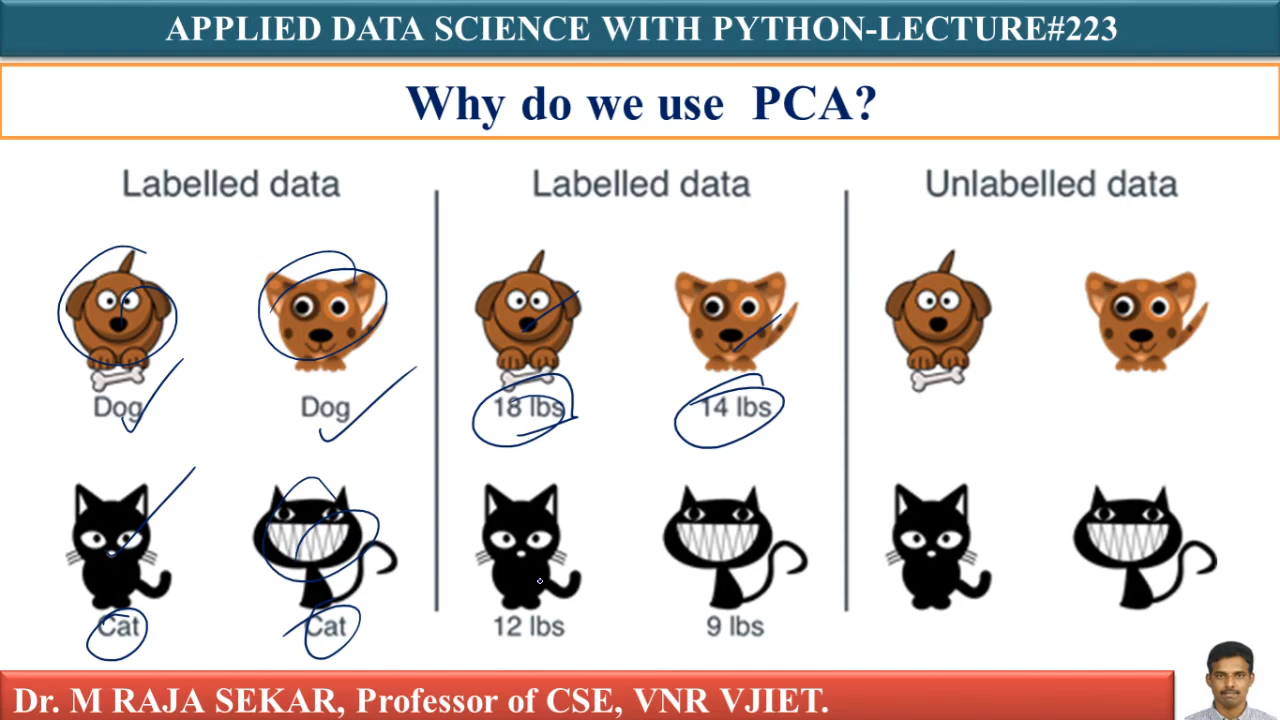 APPLIED DATA SCIENCE WITH PYTHON-LECTURE#223
Why do we use PCA?
Labelled data
Dog Dog
Cat Cat
Labelled data
18 lbs 14 lbs
12 lbs 9 lbs
Unlabelled data
Dr. M RAJA SEKAR, Professor of CSE, VNR VJIET.